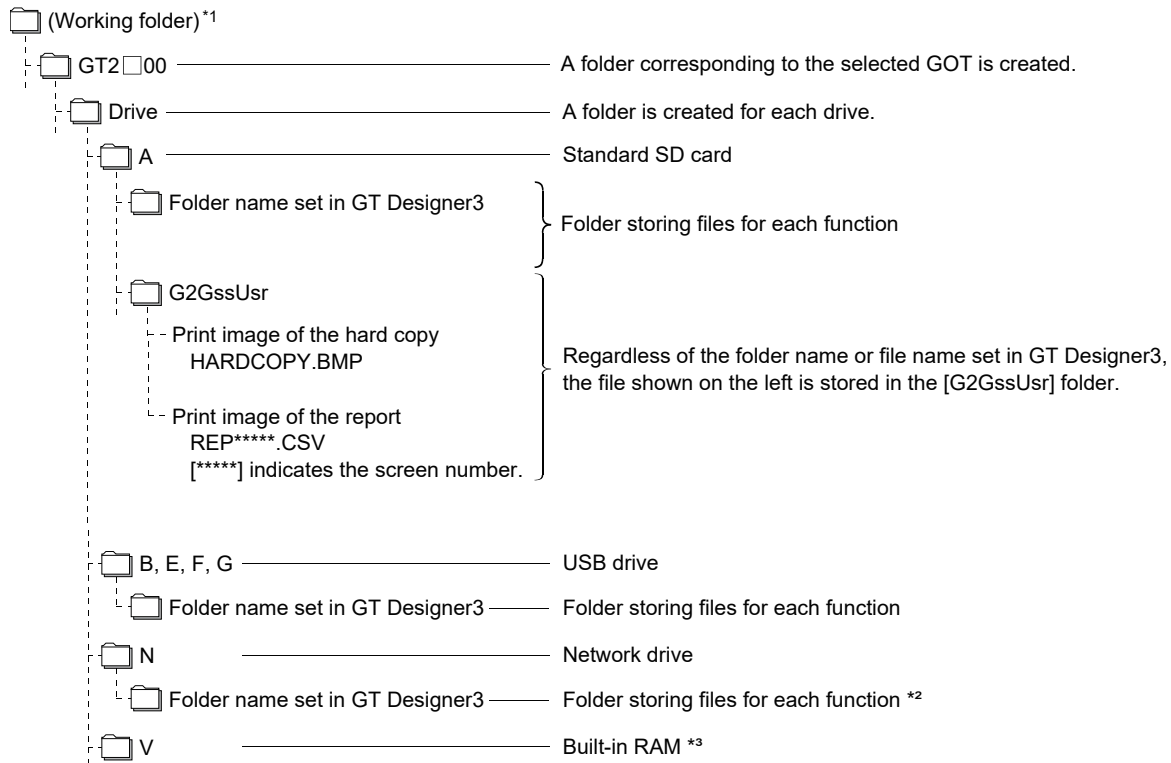 (Working folder)*1
GT2□00 A folder corresponding to the selected GOT is created.
Drive A folder is created for each drive.
A Standard SD card
Folder name set in GT Designer3
Folder storing files for each function
G2GssUsr
Print image of the hard copy
HARDCOPY.BMP
Regardless of the folder name or file name set in GT Designer3,
the file shown on the left is stored in the [G2GssUsr] folder.
Print image of the report
REP*****.CSV
[*****] indicates the screen number.
B, E, F, G USB drive
Folder name set in GT Designer3 Folder storing files for each function
N Network drive
Folder name set in GT Designer3 Folder storing files for each function *2
V Built-in RAM *3